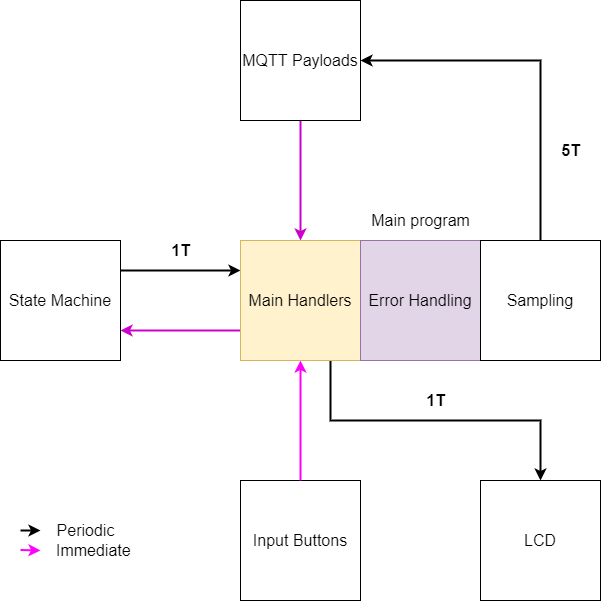 MQTT Payloads
5T
Main program
1T
State Machine
Main Handlers
Error Handling
Sampling
1T
Periodic
Immediate
Input Buttons
LCD